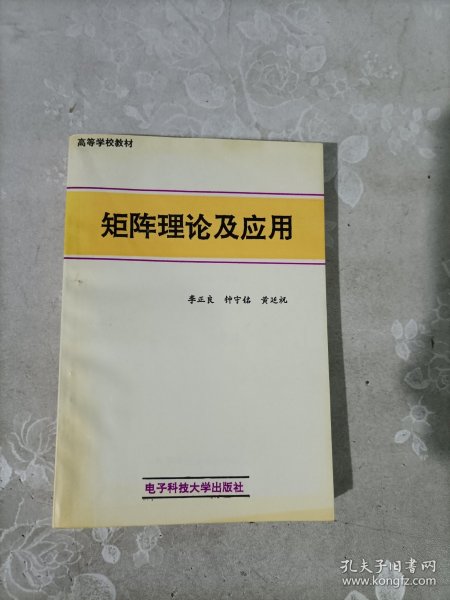 高等学校教材
矩阵理论及应用
李正良 钟守铭 黄廷祝
电子科技大学出版社
孔夫子旧书网
www.kongfz.com